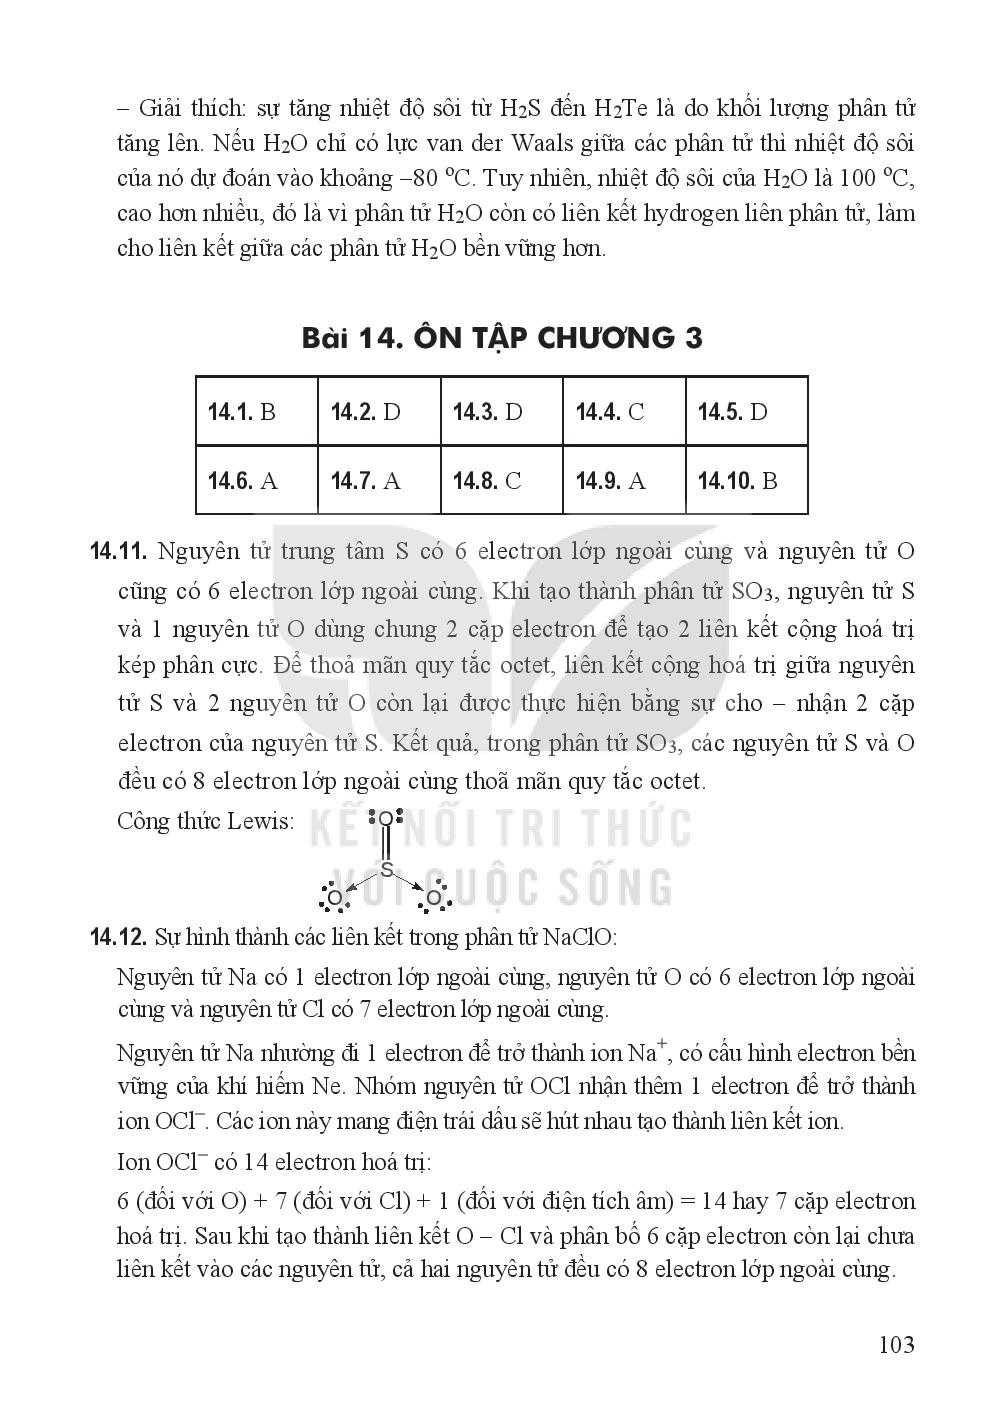 – Giải thích: sự tăng nhiệt độ sôi từ H₂S đến H₂Te là do khối lượng phân tử
tăng lên. Nếu H₂O chỉ có lực van der Waals giữa các phân tử thì nhiệt độ sôi
của nó dự đoán vào khoảng –80 °C. Tuy nhiên, nhiệt độ sôi của H₂O là 100 °C,
cao hơn nhiều, đó là vì phân tử H₂O còn có liên kết hydrogen liên phân tử, làm
cho liên kết giữa các phân tử H₂O bền vững hơn.
Bài 14. ÔN TẬP CHƯƠNG 3
14.1. B 14.2. D 14.3. D 14.4. C 14.5. D
14.6. A 14.7. A 14.8. C 14.9. A 14.10. B
14.11. Nguyên tử trung tâm S có 6 electron lớp ngoài cùng và nguyên tử O
cũng có 6 electron lớp ngoài cùng. Khi tạo thành phân tử SO₃, nguyên tử S
và 1 nguyên tử O dùng chung 2 cặp electron để tạo 2 liên kết cộng hoá trị
kép phân cực. Để thoả mãn quy tắc octet, liên kết cộng hoá trị giữa nguyên
tử S và 2 nguyên tử O còn lại được thực hiện bằng sự cho – nhận 2 cặp
electron của nguyên tử S. Kết quả, trong phân tử SO₃, các nguyên tử S và O
đều có 8 electron lớp ngoài cùng thoã mãn quy tắc octet.
Công thức Lewis:
O
S
O O
KẾT NỐI TRI THỨC
VỚI CUỘC SỐNG
14.12. Sự hình thành các liên kết trong phân tử NaClO:
Nguyên tử Na có 1 electron lớp ngoài cùng, nguyên tử O có 6 electron lớp ngoài
cùng và nguyên tử Cl có 7 electron lớp ngoài cùng.
Nguyên tử Na nhường đi 1 electron để trở thành ion Na⁺, có cấu hình electron bền
vững của khí hiếm Ne. Nhóm nguyên tử OCl nhận thêm 1 electron để trở thành
ion OCl⁻. Các ion này mang điện trái dấu sẽ hút nhau tạo thành liên kết ion.
Ion OCl⁻ có 14 electron hoá trị:
6 (đối với O) + 7 (đối với Cl) + 1 (đối với điện tích âm) = 14 hay 7 cặp electron
hoá trị. Sau khi tạo thành liên kết O – Cl và phân bố 6 cặp electron còn lại chưa
liên kết vào các nguyên tử, cả hai nguyên tử đều có 8 electron lớp ngoài cùng.
103